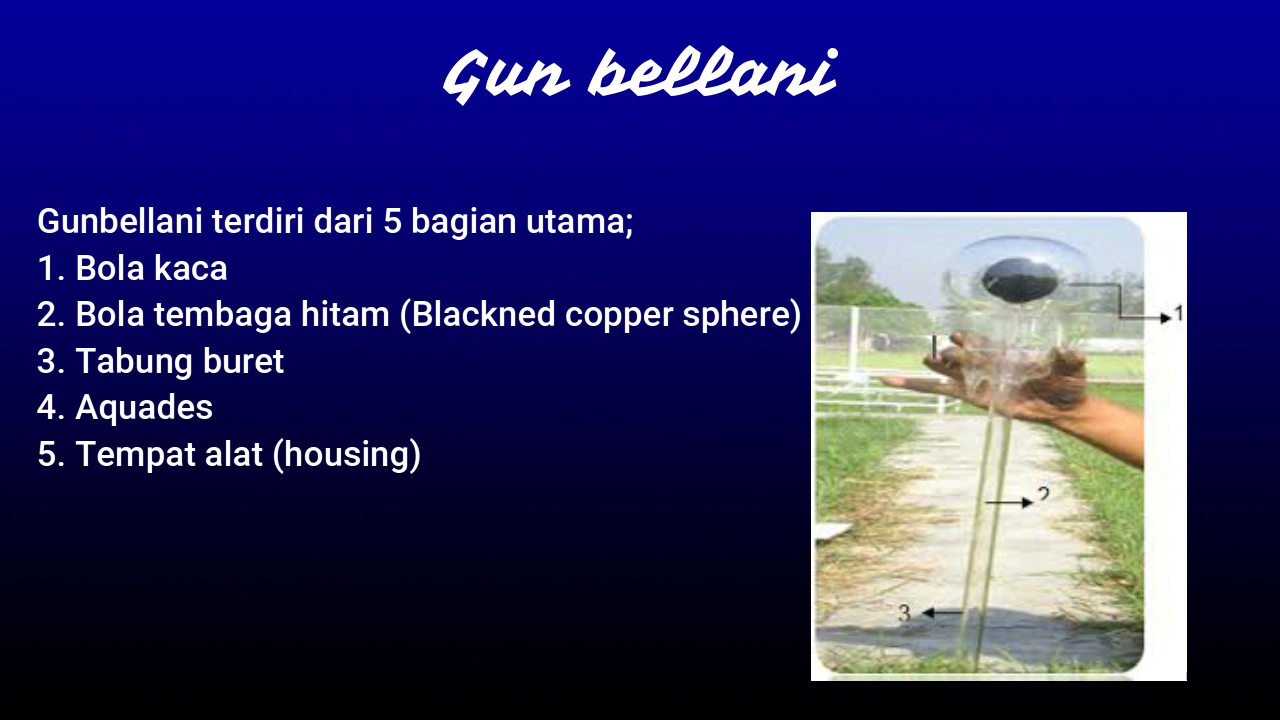 Gun bellani
Gunbellani terdiri dari 5 bagian utama;
1. Bola kaca
2. Bola tembaga hitam (Blackned copper sphere)
3. Tabung buret
4. Aquades
5. Tempat alat (housing)
1
2
3